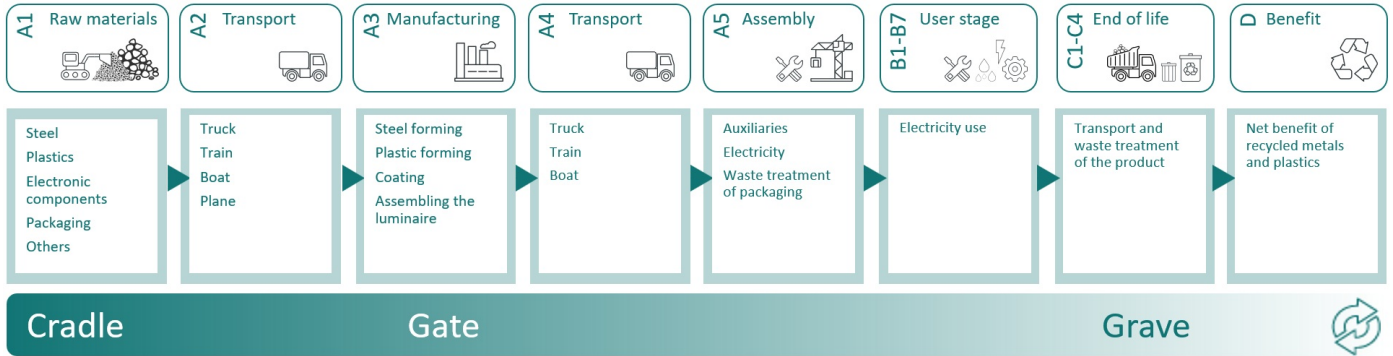 A1 Raw materials
A2 Transport
A3 Manufacturing
A4 Transport
A5 Assembly
B1-B7 User stage
C1-C4 End of life
D Benefit
Steel
Plastics
Electronic
components
Packaging
Others
Truck
Train
Boat
Plane
Steel forming
Plastic forming
Coating
Assembling the
luminaire
Truck
Train
Boat
Auxiliaries
Electricity
Waste treatment
of packaging
Electricity use
Transport and
waste treatment
of the product
Net benefit of
recycled metals
and plastics
Cradle
Gate
Grave